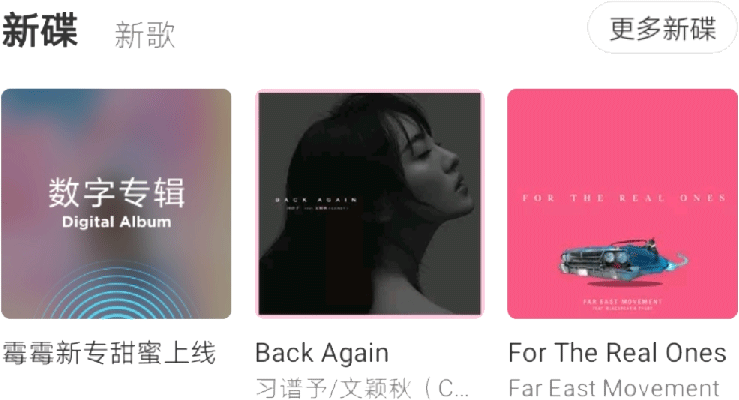 新碟 新歌 更多新碟
数字专辑
Digital Album
BACK AGAIN
FOR THE REAL ONES
FAR EAST MOVEMENT
霉霉新专甜蜜上线 Back Again For The Real Ones
习谱予/文颖秋（C... Far East Movement